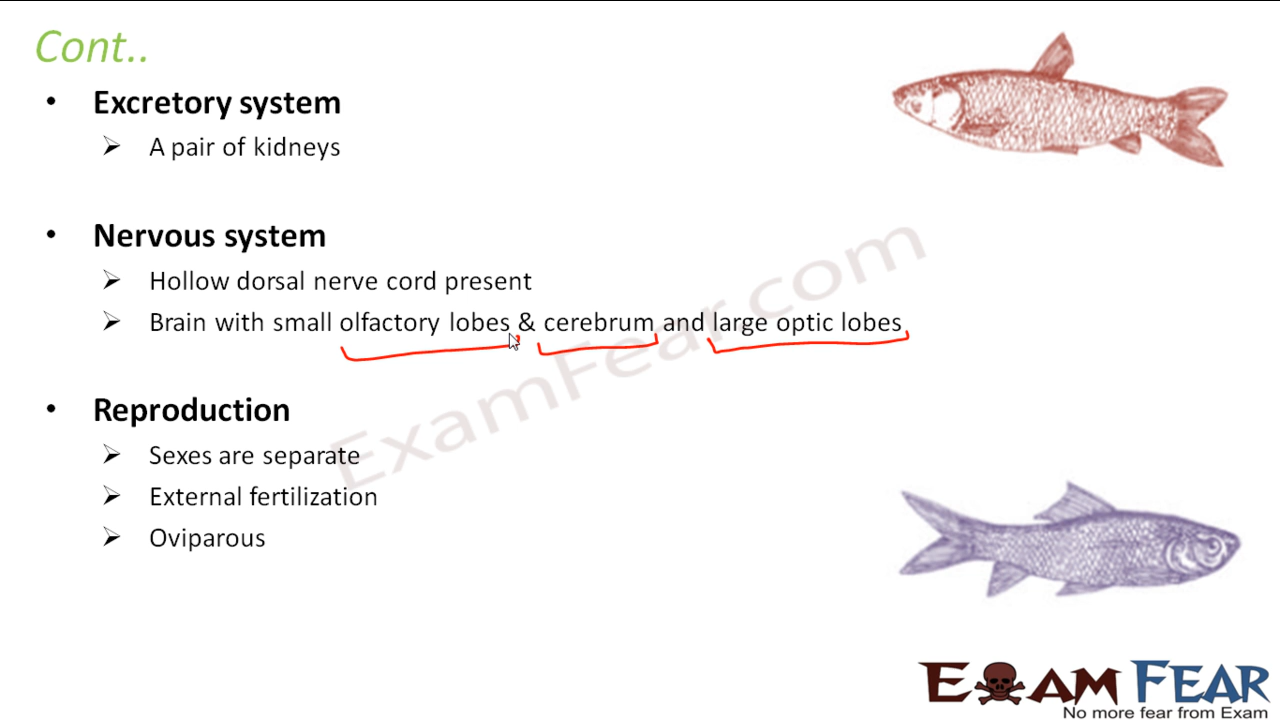 Cont..
• Excretory system
➢ A pair of kidneys
• Nervous system
➢ Hollow dorsal nerve cord present
➢ Brain with small olfactory lobes & cerebrum and large optic lobes
• Reproduction
➢ Sexes are separate
➢ External fertilization
➢ Oviparous
ExamFear.com
EXAM FEAR
No more fear from Exam